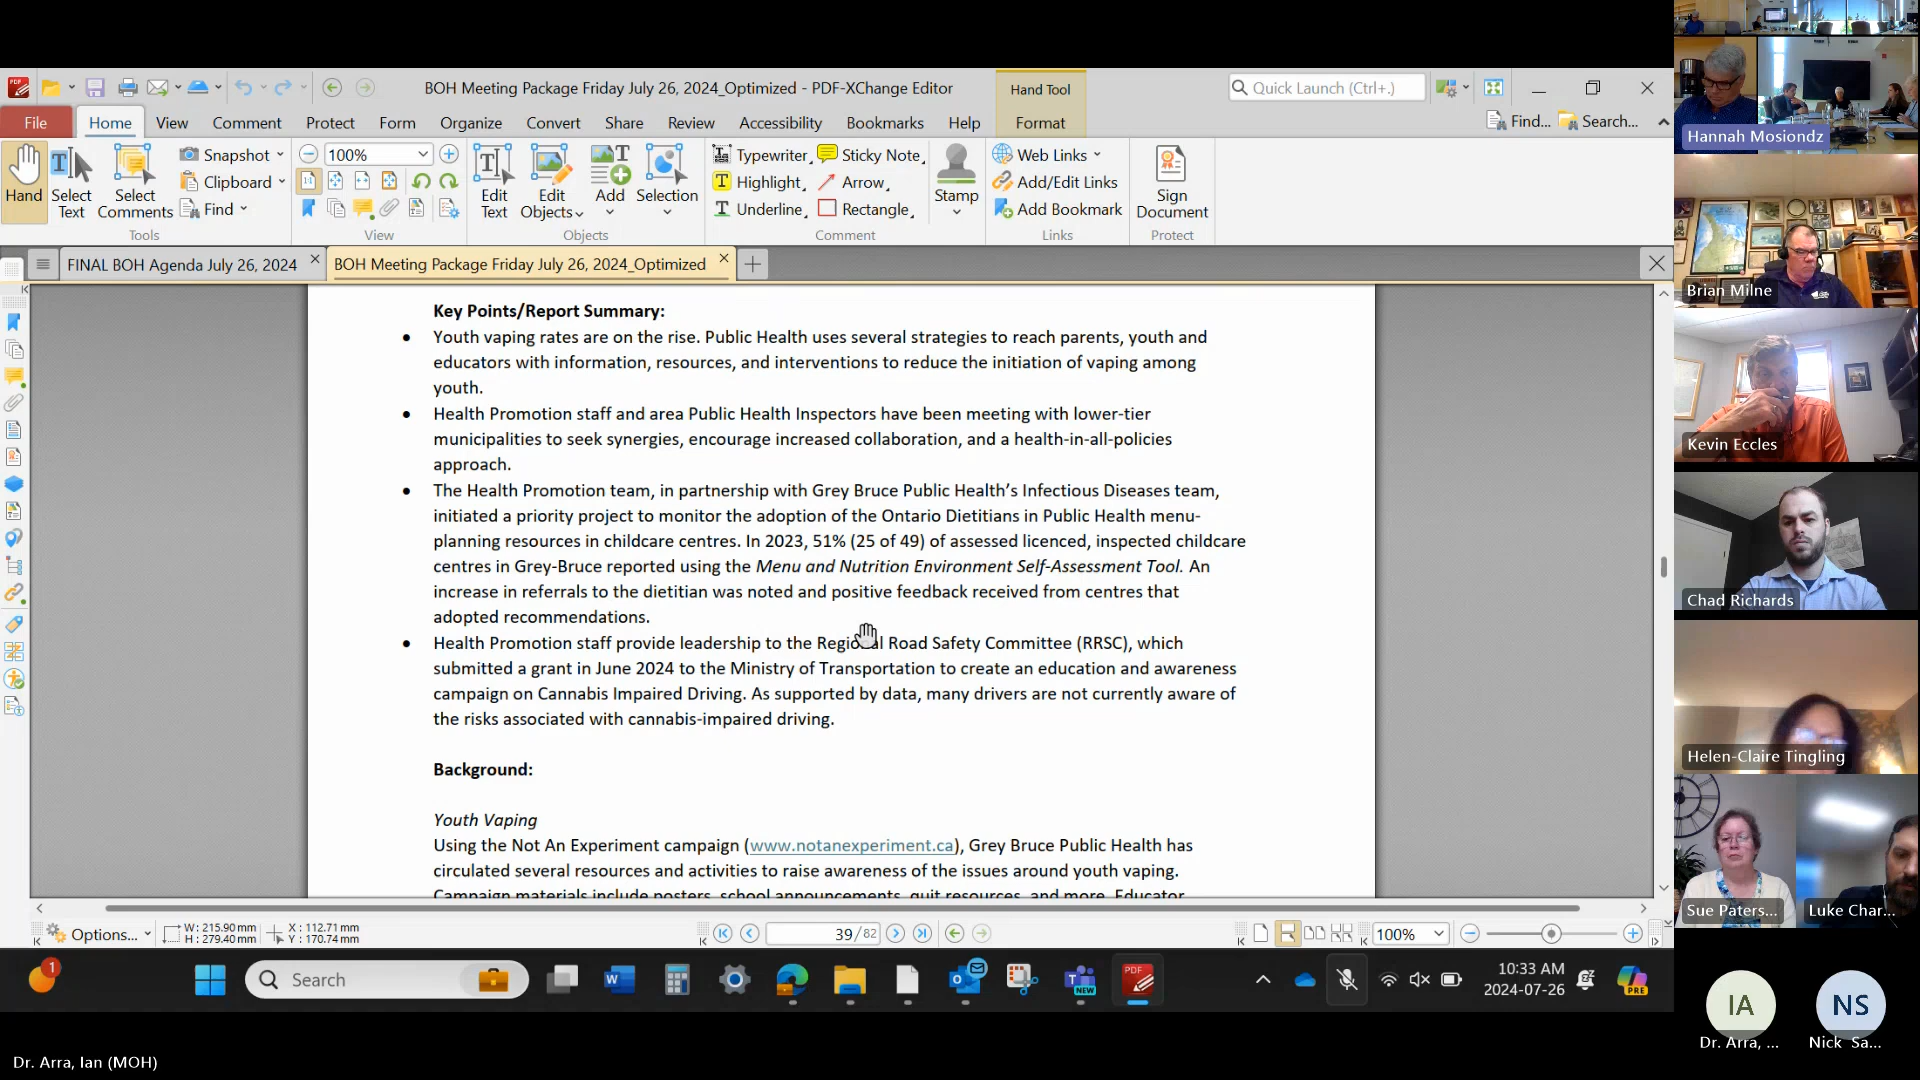 BOH Meeting Package Friday July 26, 2024_Optimized - PDF-XChange Editor
Hand Tool
Quick Launch (Ctrl+.)
File Home View Comment Protect Form Organize Convert Share Review Accessibility Bookmarks Help Format
Find... Search...
Hand
Select Text
Select Comments
Snapshot
Clipboard
Find
Tools
100%
View
Edit Text
Edit Objects
Add
Selection
Objects
Typewriter
Highlight
Underline
Sticky Note
Arrow
Rectangle
Stamp
Comment
Web Links
Add/Edit Links
Add Bookmark
Links
Sign Document
Protect
FINAL BOH Agenda July 26, 2024
BOH Meeting Package Friday July 26, 2024_Optimized
Key Points/Report Summary:
• Youth vaping rates are on the rise. Public Health uses several strategies to reach parents, youth and
educators with information, resources, and interventions to reduce the initiation of vaping among
youth.
• Health Promotion staff and area Public Health Inspectors have been meeting with lower-tier
municipalities to seek synergies, encourage increased collaboration, and a health-in-all-policies
approach.
• The Health Promotion team, in partnership with Grey Bruce Public Health's Infectious Diseases team,
initiated a priority project to monitor the adoption of the Ontario Dietitians in Public Health menu-
planning resources in childcare centres. In 2023, 51% (25 of 49) of assessed licenced, inspected childcare
centres in Grey-Bruce reported using the Menu and Nutrition Environment Self-Assessment Tool. An
increase in referrals to the dietitian was noted and positive feedback received from centres that
adopted recommendations.
• Health Promotion staff provide leadership to the Regional Road Safety Committee (RRSC), which
submitted a grant in June 2024 to the Ministry of Transportation to create an education and awareness
campaign on Cannabis Impaired Driving. As supported by data, many drivers are not currently aware of
the risks associated with cannabis-impaired driving.
Background:
Youth Vaping
Using the Not An Experiment campaign (www.notanexperiment.ca), Grey Bruce Public Health has
circulated several resources and activities to raise awareness of the issues around youth vaping.
Campaign materials include posters, school announcements, quit resources, and more. Educator
Options...
W: 215.90 mm
H: 279.40 mm
X: 112.71 mm
Y: 170.74 mm
39 / 82
100%
1
Search
NEW
PDF
10:33 AM
2024-07-26
PRE
Dr. Arra, Ian (MOH)
Hannah Mosiondz
Brian Milne
Kevin Eccles
Chad Richards
Helen-Claire Tingling
Sue Paters...
Luke Char...
IA
Dr. Arra, ...
NS
Nick Sa...